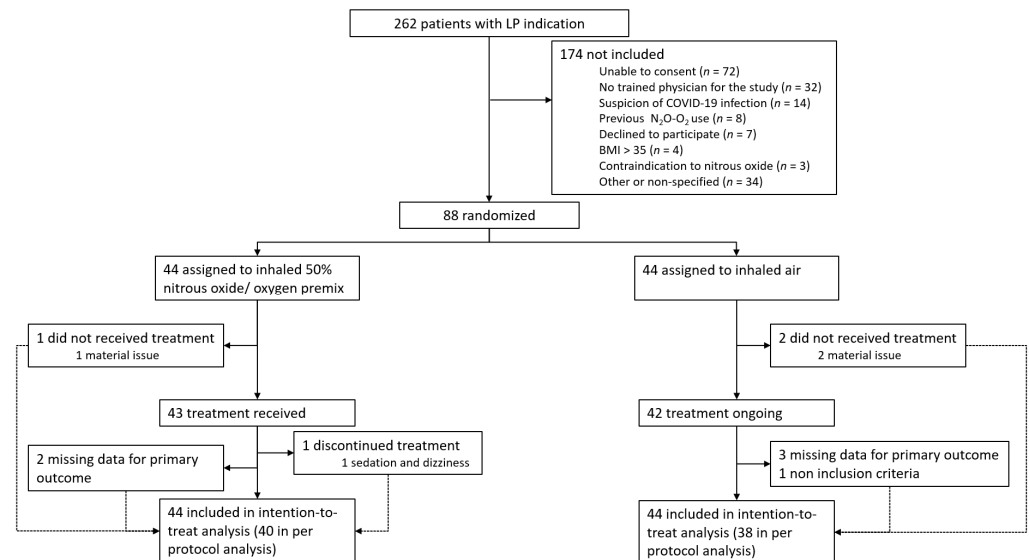 262 patients with LP indication
174 not included
Unable to consent (n = 72)
No trained physician for the study (n = 32)
Suspicion of COVID-19 infection (n = 14)
Previous N₂O-O₂ use (n = 8)
Declined to participate (n = 7)
BMI > 35 (n = 4)
Contraindication to nitrous oxide (n = 3)
Other or non-specified (n = 34)
88 randomized
44 assigned to inhaled 50%
nitrous oxide/ oxygen premix
44 assigned to inhaled air
1 did not received treatment
1 material issue
2 did not received treatment
2 material issue
43 treatment received
42 treatment ongoing
1 discontinued treatment
1 sedation and dizziness
2 missing data for primary
outcome
3 missing data for primary outcome
1 non inclusion criteria
44 included in intention-to-
treat analysis (40 in per
protocol analysis)
44 included in intention-to-
treat analysis (38 in per
protocol analysis)